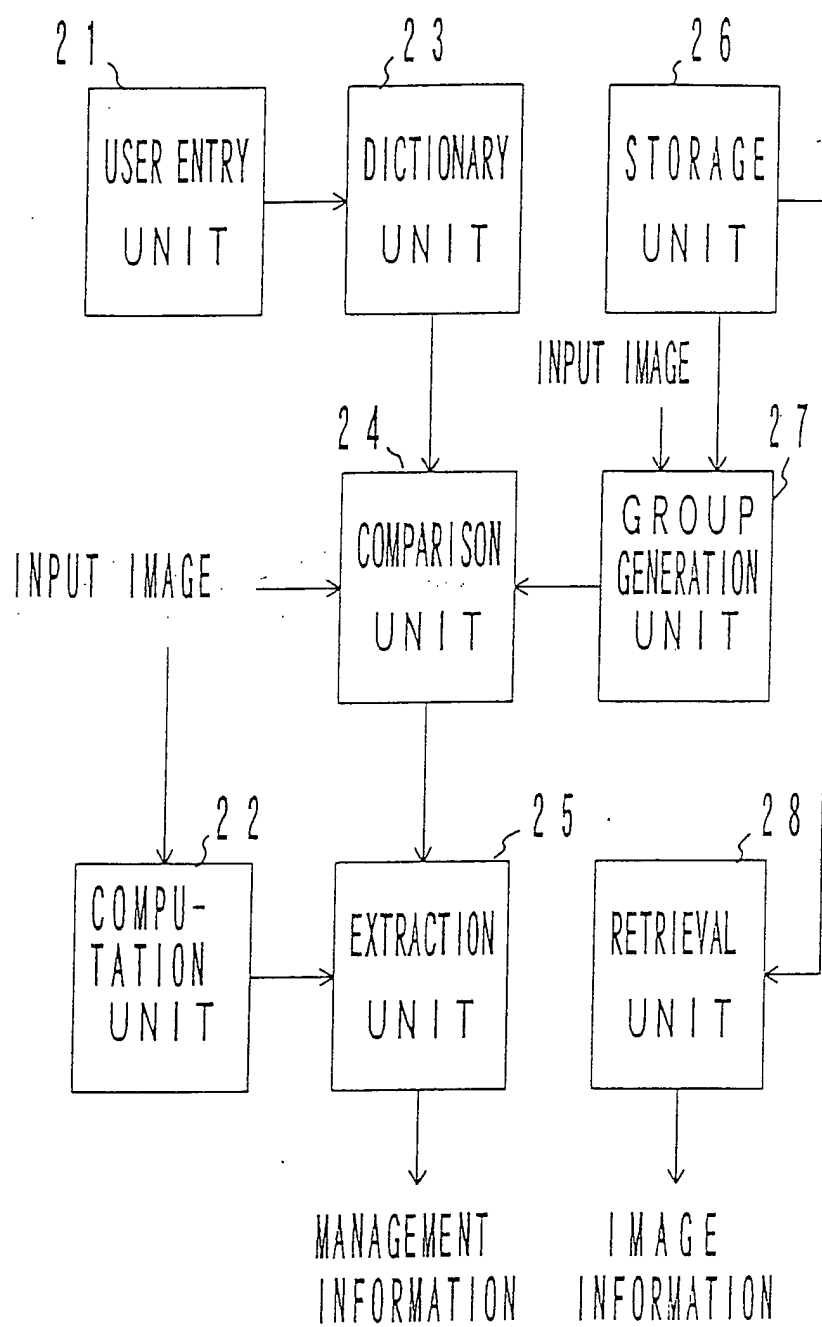 21
23
26
USER ENTRY
UNIT
DICTIONARY
UNIT
STORAGE
UNIT
INPUT IMAGE
24
27
COMPARISON
UNIT
GROUP
GENERATION
UNIT
INPUT IMAGE
22
25
28
COMPU-
TATION
UNIT
EXTRACTION
UNIT
RETRIEVAL
UNIT
MANAGEMENT
INFORMATION
IMAGE
INFORMATION